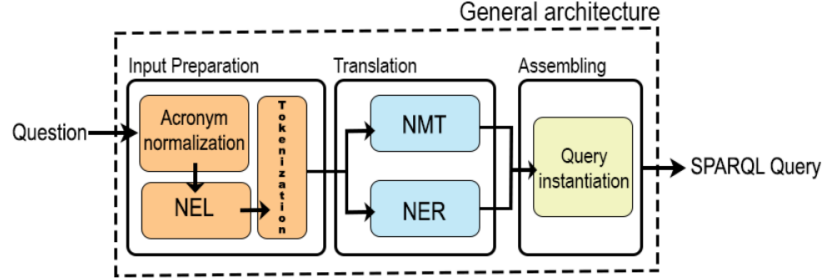 General architecture
Input Preparation
Translation
Assembling
Question
Acronym
normalization
NEL
Tokenization
NMT
NER
Query
instantiation
SPARQL Query